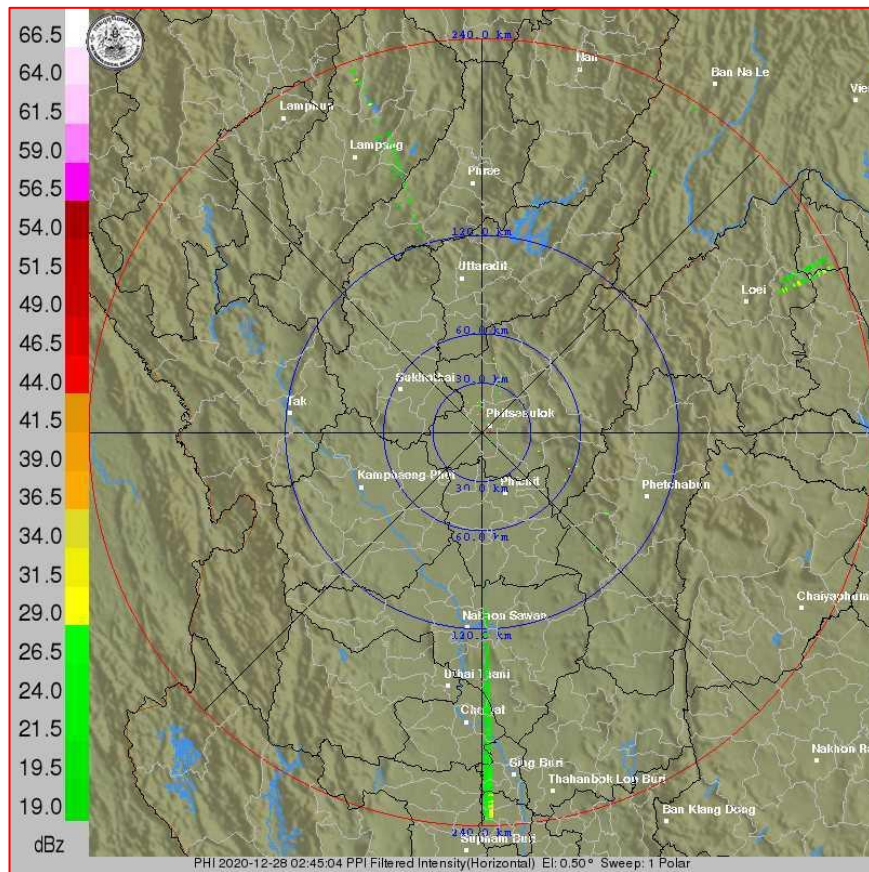 66.5
64.0
61.5
59.0
56.5
54.0
51.5
49.0
46.5
44.0
41.5
39.0
36.5
34.0
31.5
29.0
26.5
24.0
21.5
19.5
19.0
dBz
240.0 km
Nan
Ban Na Le
Vien
Lamphun
Lampang
Phrae
120.0 km
Uttaradit
Loei
60.0 km
30.0 km
Sukhothai
Tak
Phitsanulok
Kamphaeng Phet
Phichit
30.0 km
Phetchabun
60.0 km
Chaiyaphum
Nakhon Sawan
120.0 km
Uthai Thani
Chainat
Nakhon Ra
Sing Buri
Thahanbok Lop Buri
Ban Klang Dong
240.0 km
Suphan Buri
PHI 2020-12-28 02:45:04 PPI Filtered Intensity(Horizontal) El: 0.50° Sweep: 1 Polar